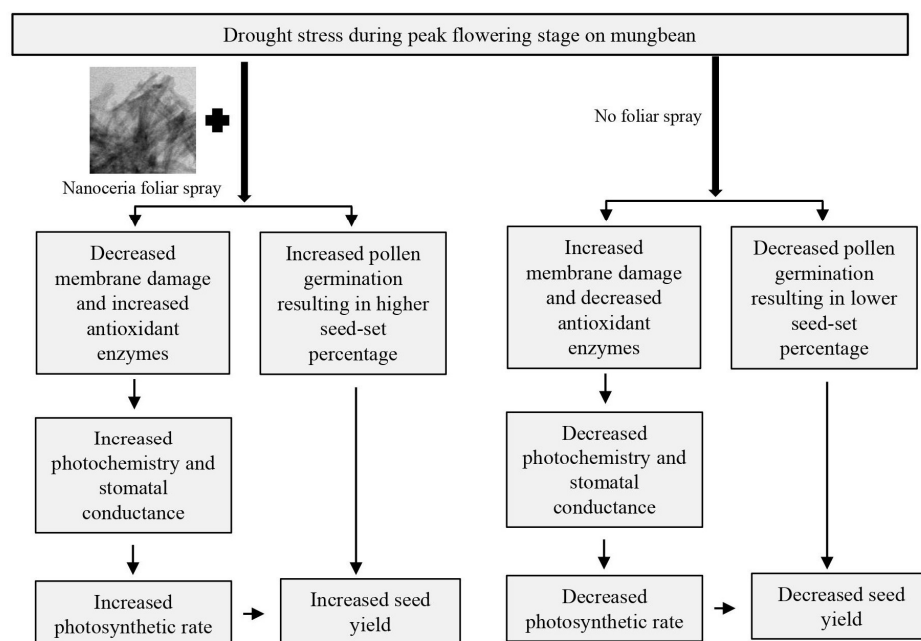 Drought stress during peak flowering stage on mungbean
Nanoceria foliar spray
No foliar spray
Decreased
membrane damage
and increased
antioxidant
enzymes
Increased pollen
germination
resulting in higher
seed-set
percentage
Increased
membrane damage
and decreased
antioxidant
enzymes
Decreased pollen
germination
resulting in lower
seed-set
percentage
Increased
photochemistry and
stomatal
conductance
Decreased
photochemistry and
stomatal
conductance
Increased
photosynthetic rate
Increased seed
yield
Decreased
photosynthetic rate
Decreased seed
yield